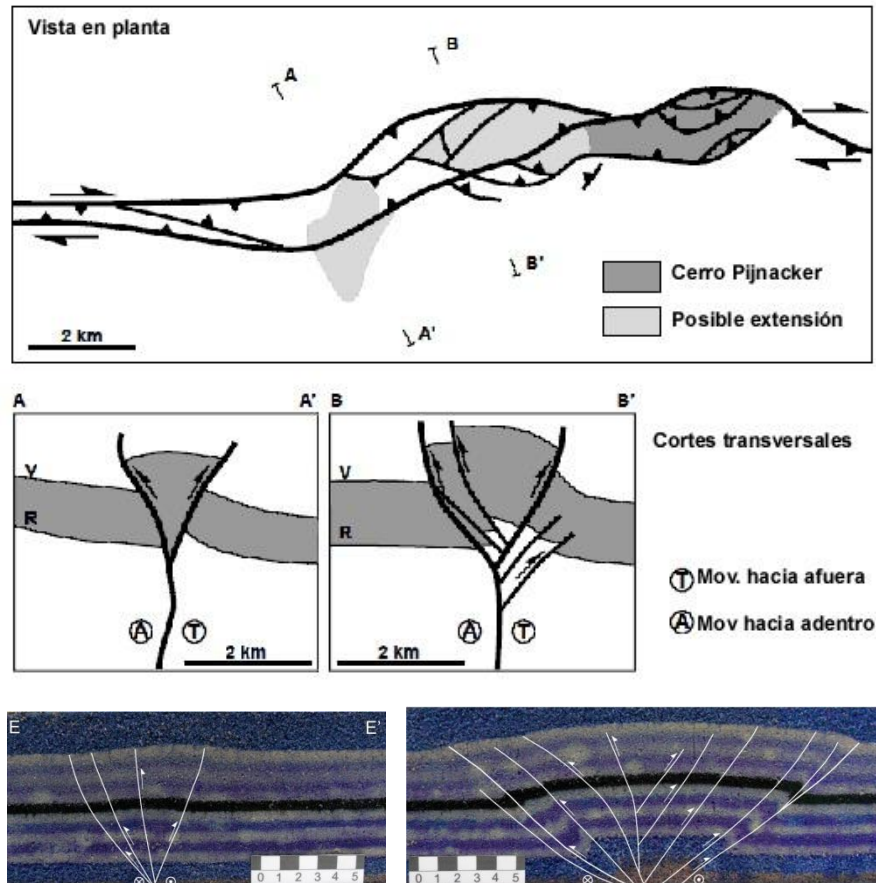 Vista en planta
A
B
B'
A'
Cerro Pijnacker
Posible extensión
2 km
A A' B B'
Cortes transversales
V V
R R
T Mov. hacia afuera
A Mov hacia adentro
A T A T
2 km 2 km
E E'
0 1 2 3 4 5 0 1 2 3 4 5